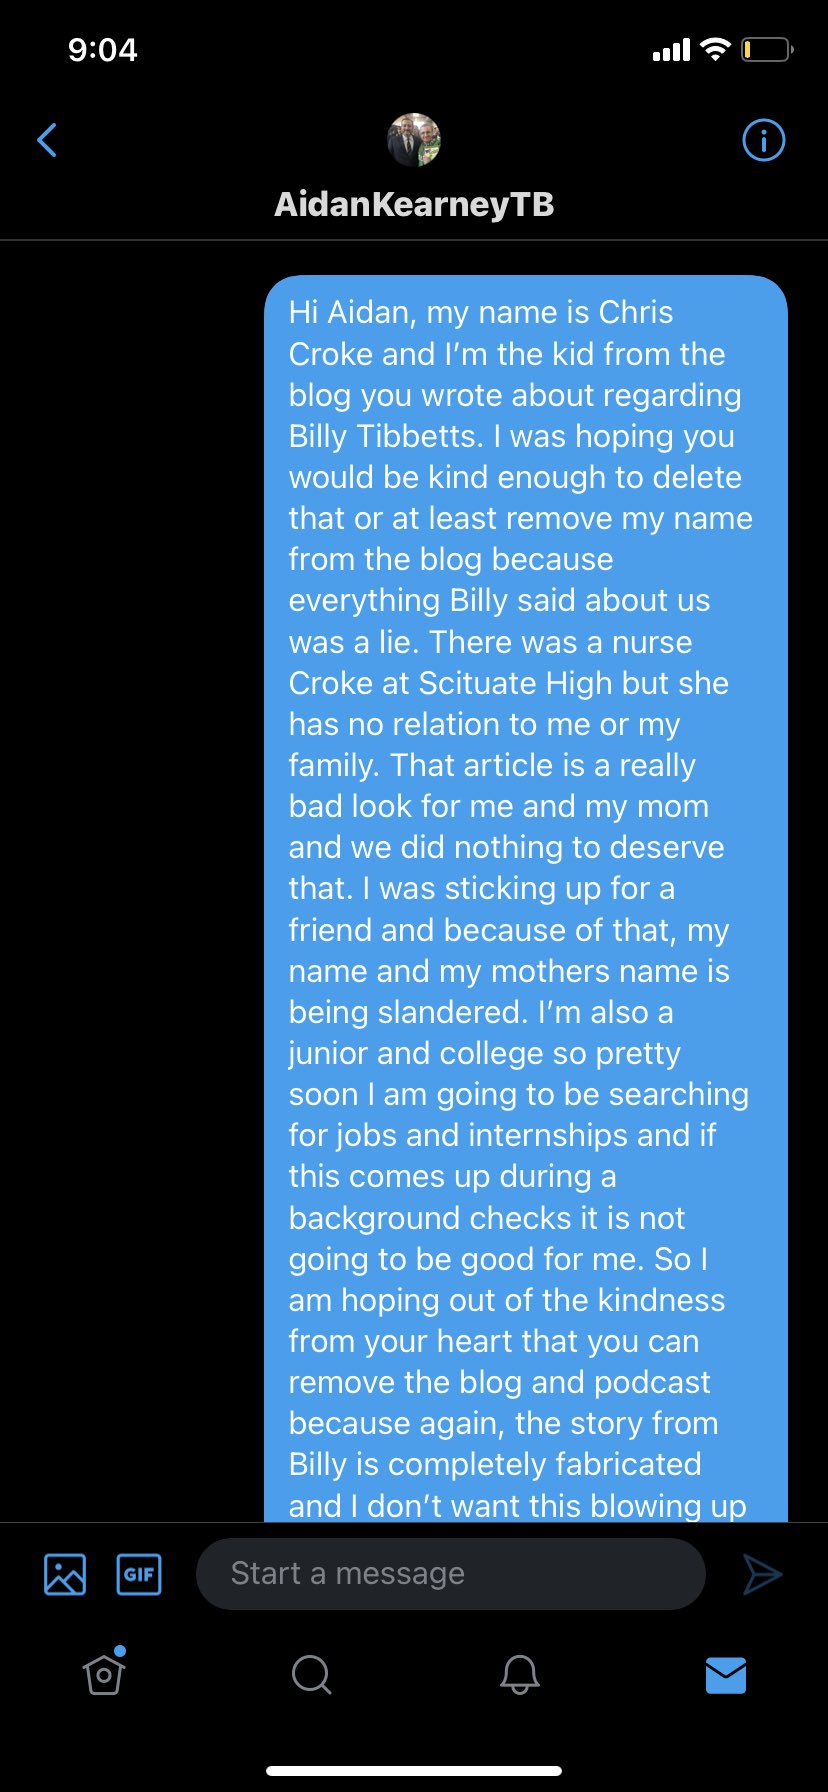 9:04
AidanKearneyTB
Hi Aidan, my name is Chris
Croke and I’m the kid from the
blog you wrote about regarding
Billy Tibbetts. I was hoping you
would be kind enough to delete
that or at least remove my name
from the blog because
everything Billy said about us
was a lie. There was a nurse
Croke at Scituate High but she
has no relation to me or my
family. That article is a really
bad look for me and my mom
and we did nothing to deserve
that. I was sticking up for a
friend and because of that, my
name and my mothers name is
being slandered. I’m also a
junior and college so pretty
soon I am going to be searching
for jobs and internships and if
this comes up during a
background checks it is not
going to be good for me. So I
am hoping out of the kindness
from your heart that you can
remove the blog and podcast
because again, the story from
Billy is completely fabricated
and I don’t want this blowing up
GIF
Start a message